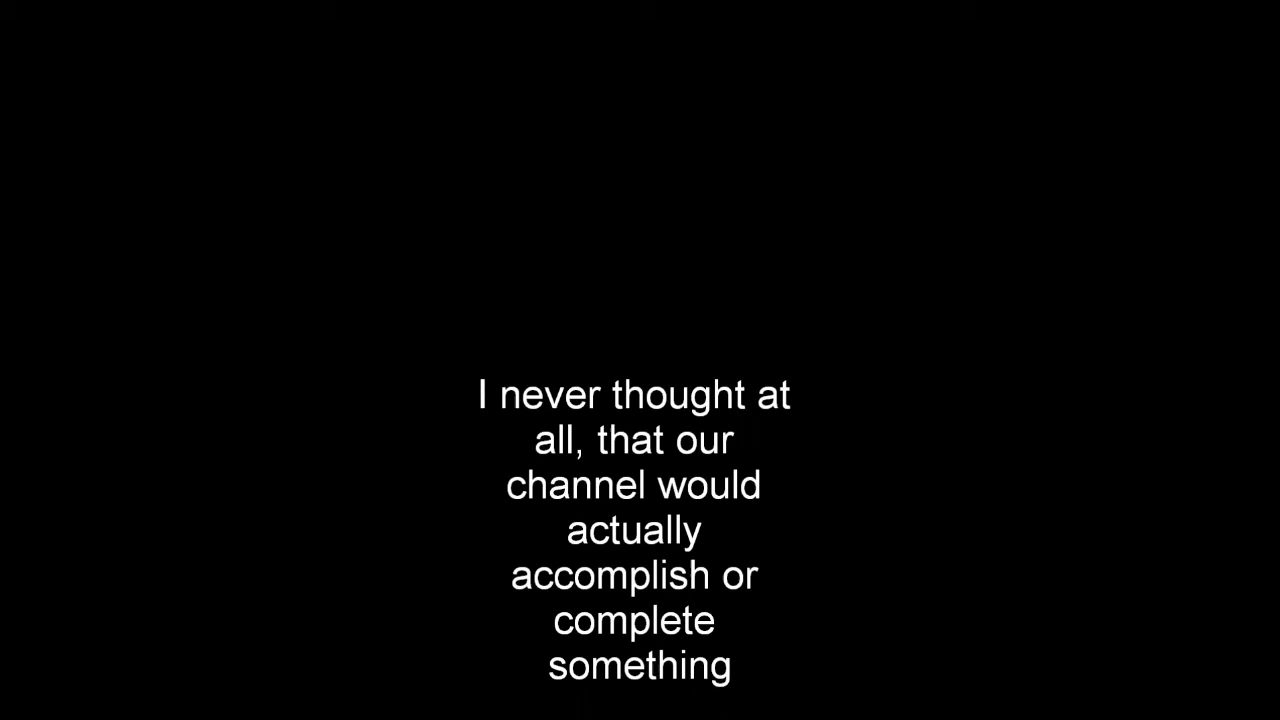 I never thought at
all, that our
channel would
actually
accomplish or
complete
something